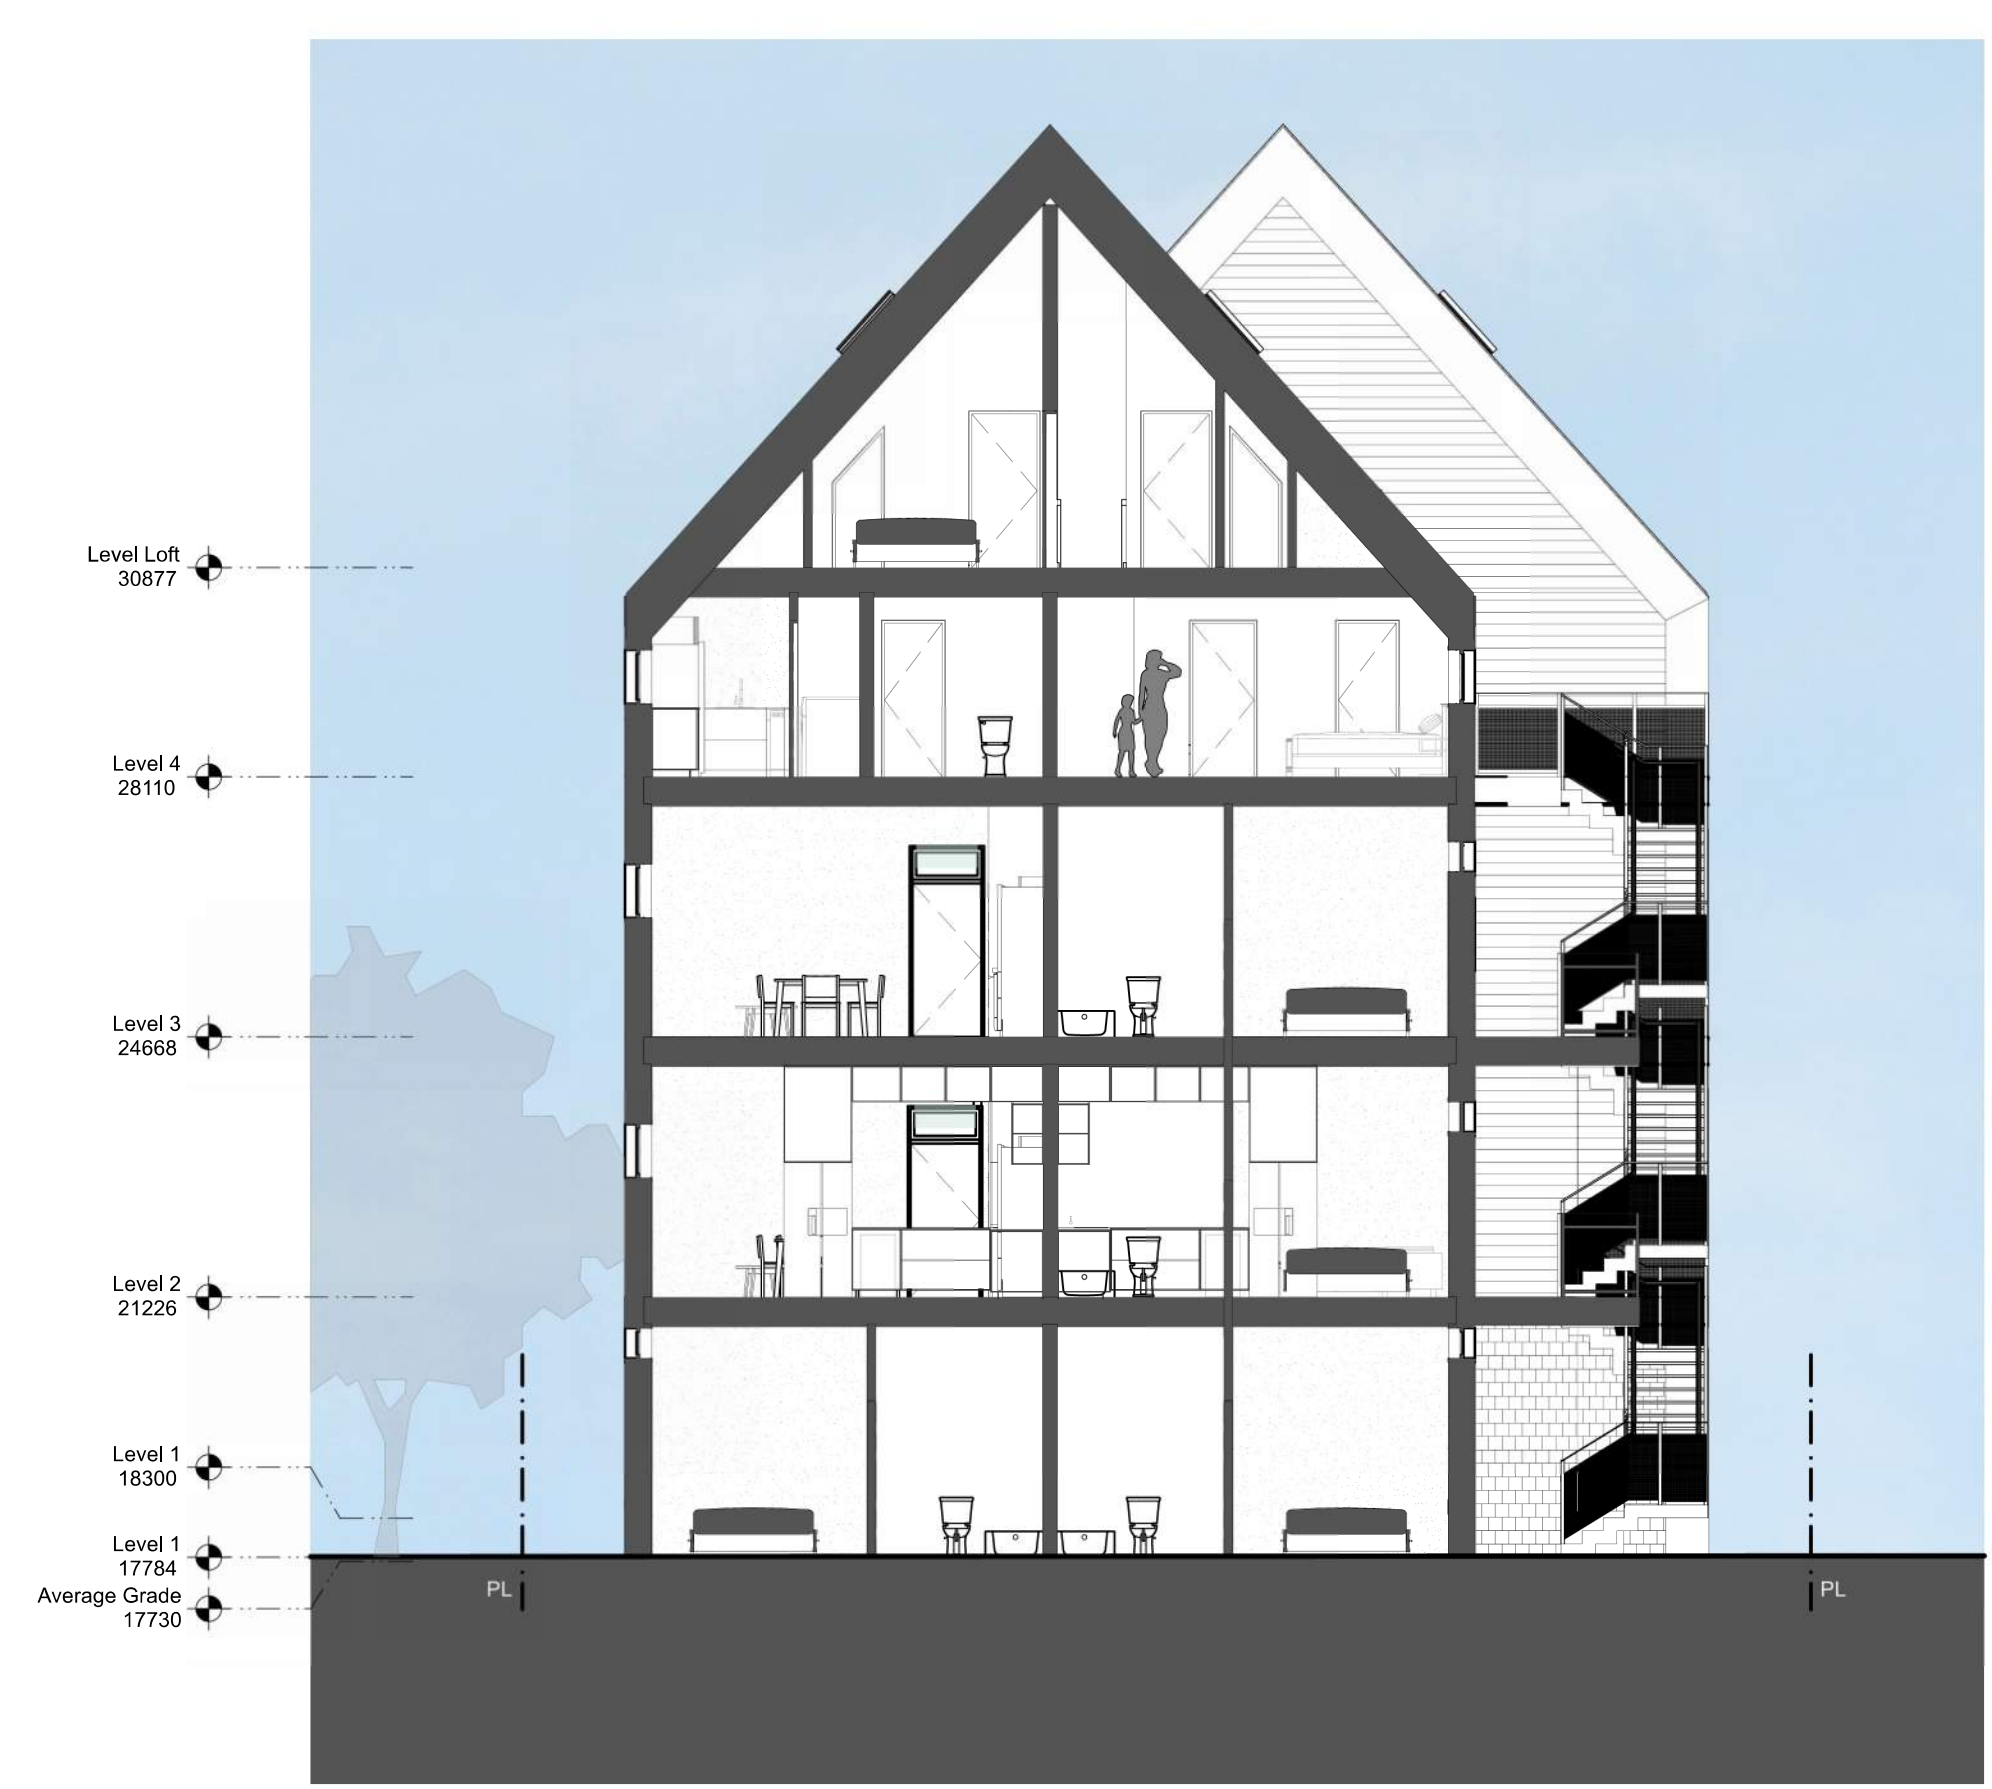 Level Loft
30877
Level 4
28110
Level 3
24668
Level 2
21226
Level 1
18300
Level 1
17784
Average Grade
17730
PL
PL